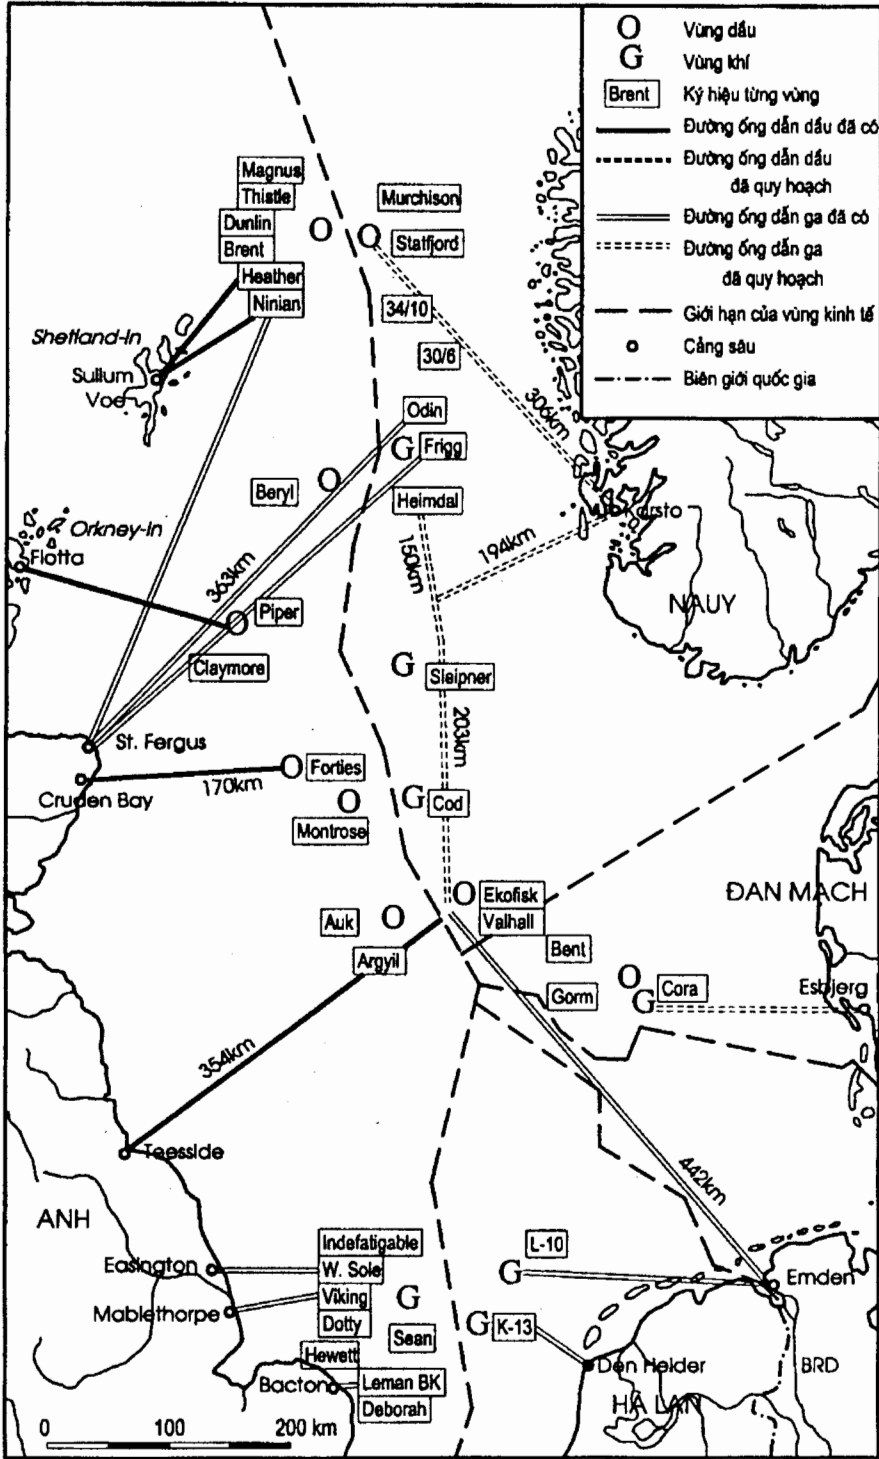 Vùng dầu
Vùng khí
Brent
Ký hiệu từng vùng
Đường ống dẫn dầu đã có
Đường ống dẫn dầu
đã quy hoạch
Đường ống dẫn ga đã có
Đường ống dẫn ga
đã quy hoạch
Giới hạn của vùng kinh tế
Cảng sâu
Biên giới quốc gia
Magnus
Thistle
Dunlin
Brent
Heather
Ninian
Murchison
Statfjord
34/10
30/6
306km
Shetland-In
Sullum
Voe
Odin
Frigg
Beryl
Heimdal
Karsto
Orkney-In
Flotta
363km
150km
194km
NAUY
Piper
Claymore
Sleipner
203km
St. Fergus
Cruden Bay
170km
Forties
Cod
Montrose
ĐAN MẠCH
Ekofisk
Valhall
Auk
Argyil
Bent
Gorm
Cora
Esbjerg
354km
Teesside
442km
ANH
Easington
Mablethorpe
Indefatigable
W. Sole
Viking
Dotty
Sean
Hewett
Bacton
Leman BK
Deborah
L-10
K-13
Emden
Den Helder
BRD
HÀ LAN
0 100 200 km